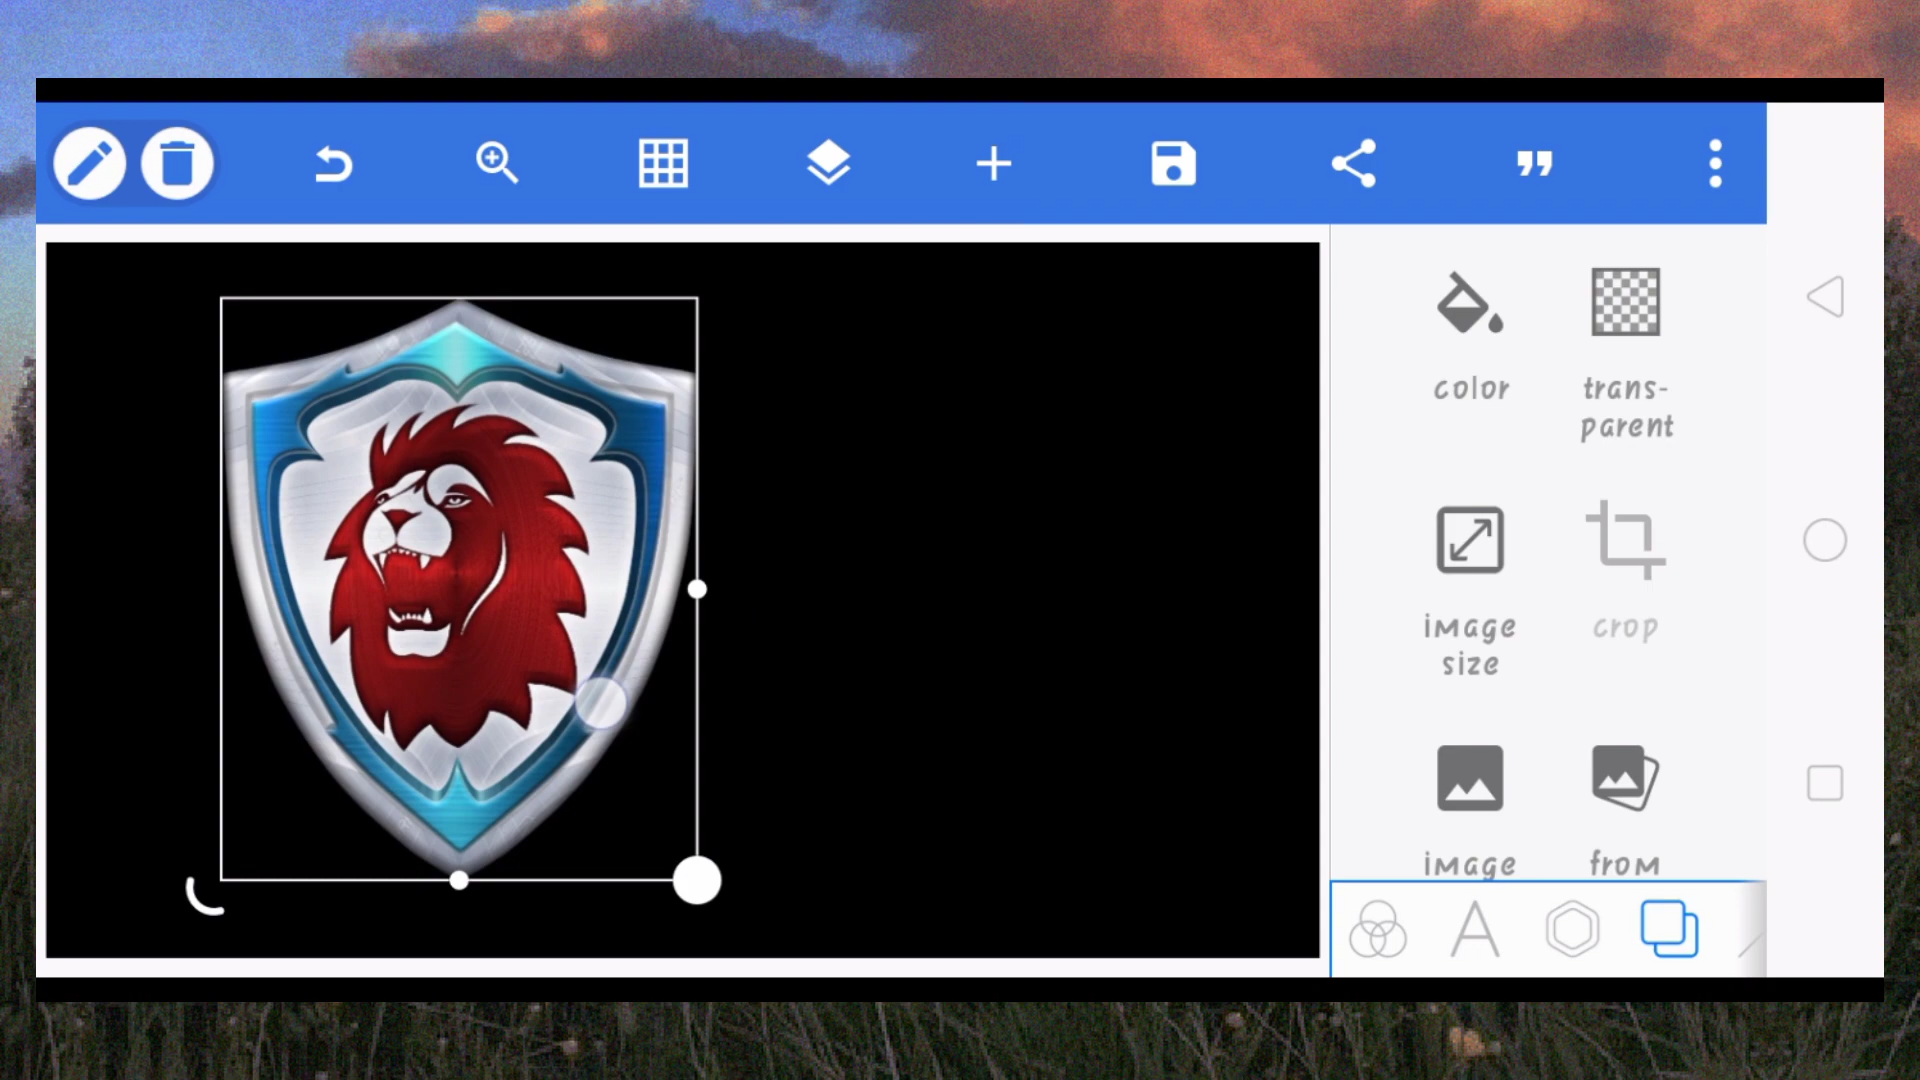 color
trans-
parent
image
size
crop
image
from